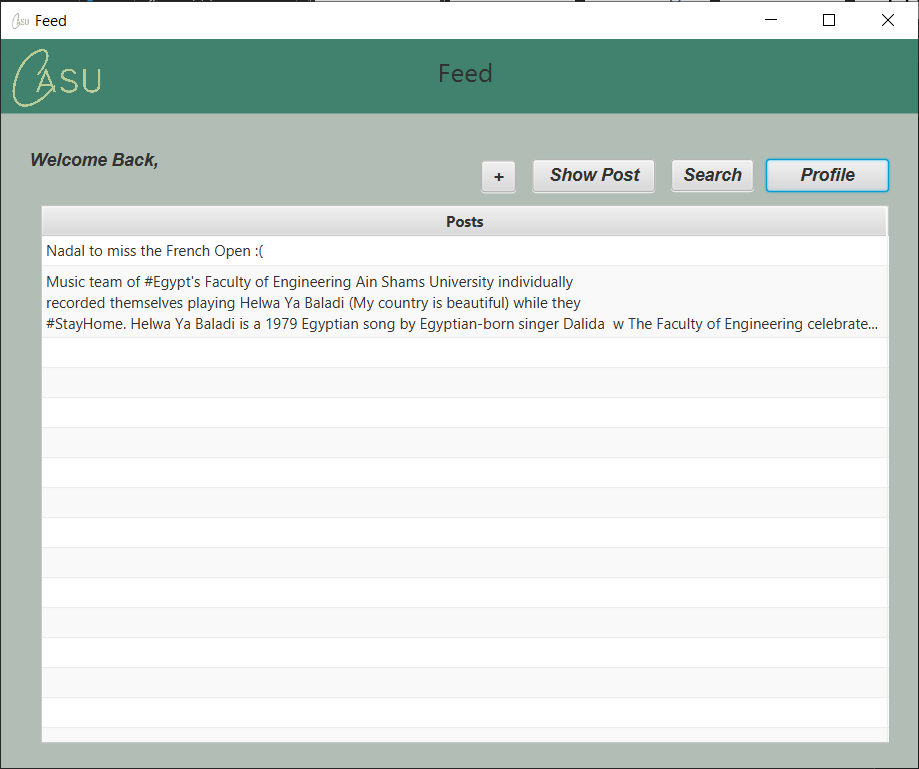 Feed
CASU
Feed
Welcome Back,
+ Show Post Search Profile
Posts
Nadal to miss the French Open :(
Music team of #Egypt's Faculty of Engineering Ain Shams University individually
recorded themselves playing Helwa Ya Baladi (My country is beautiful) while they
#StayHome. Helwa Ya Baladi is a 1979 Egyptian song by Egyptian-born singer Dalida  w The Faculty of Engineering celebrate...